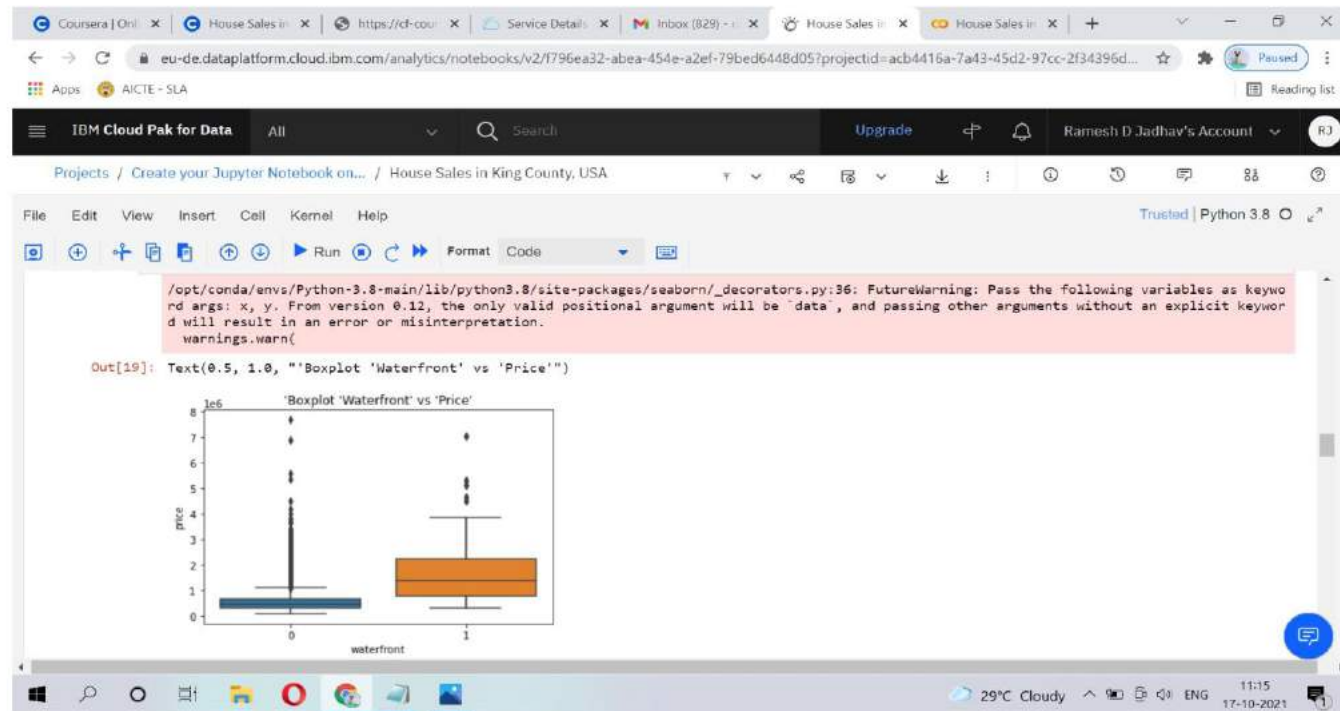 Coursera | Onl
House Sales in
https://cf-cour
Service Details
Inbox (829) - c
House Sales in
House Sales in
eu-de.dataplatform.cloud.ibm.com/analytics/notebooks/v2/f796ea32-abea-454e-a2ef-79bed6448d05?projectid=acb4416a-7a43-45d2-97cc-2f34396d...
Paused
Apps
AICTE - SLA
Reading list
IBM Cloud Pak for Data
All
Search
Upgrade
Ramesh D Jadhav's Account
RJ
Projects / Create your Jupyter Notebook on... / House Sales in King County, USA
File Edit View Insert Cell Kernel Help
Trusted | Python 3.8
Run
Format Code
/opt/conda/envs/Python-3.8-main/lib/python3.8/site-packages/seaborn/_decorators.py:36: FutureWarning: Pass the following variables as keywo
rd args: x, y. From version 0.12, the only valid positional argument will be `data`, and passing other arguments without an explicit keywor
d will result in an error or misinterpretation.
warnings.warn(
Out[19]: Text(0.5, 1.0, "'Boxplot 'Waterfront' vs 'Price'")
1e6
'Boxplot 'Waterfront' vs 'Price'
8
7
6
5
4
3
2
1
0
price
0 1
waterfront
29°C Cloudy
ENG
11:15
17-10-2021
1